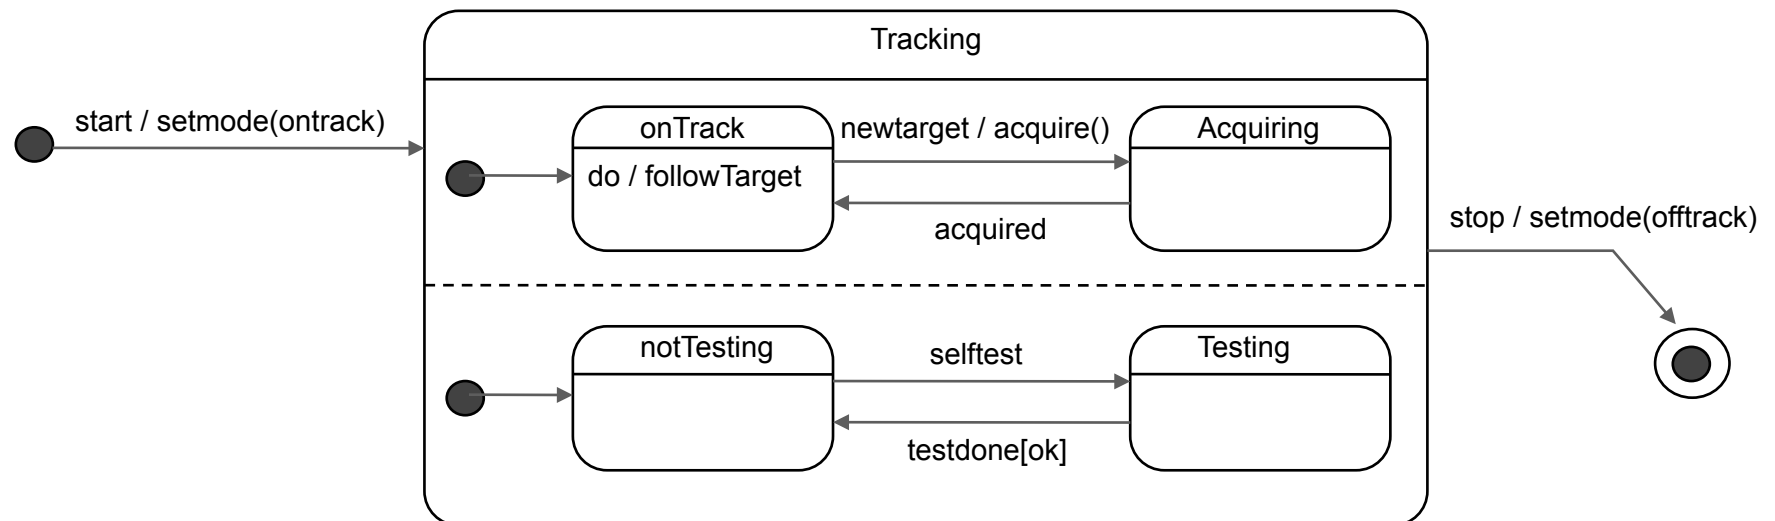 Tracking
start / setmode(ontrack)
onTrack
newtarget / acquire()
Acquiring
do / followTarget
acquired
stop / setmode(offtrack)
notTesting
selftest
Testing
testdone[ok]